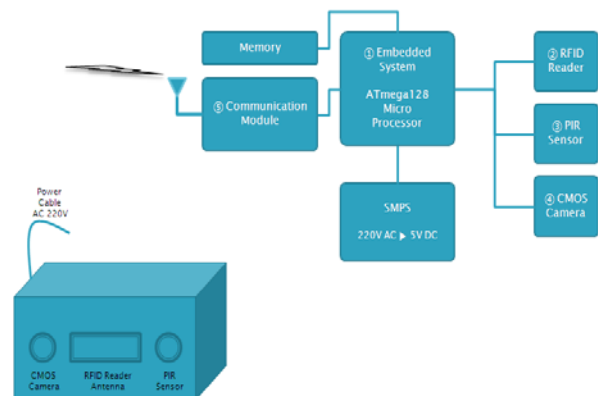 Memory
① Embedded
System
ATmega128
Micro
Processor
② RFID
Reader
⑤ Communication
Module
③ PIR
Sensor
④ CMOS
Camera
SMPS
220V AC ▶ 5V DC
Power
Cable
AC 220V
CMOS
Camera
RFID Reader
Antenna
PIR
Sensor